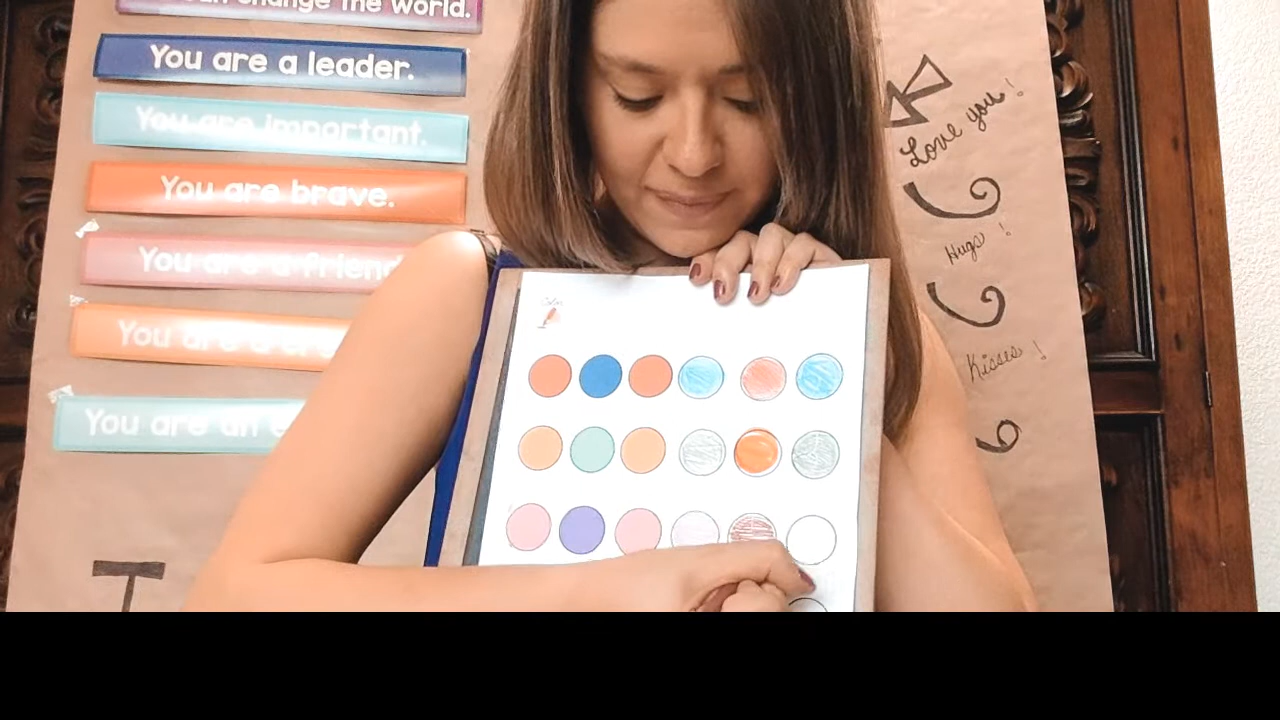 change the world.
You are a leader.
You are important.
You are brave.
You are a friend
You are a
You are an
Color
Love you!
Hugs!
Kisses!
T